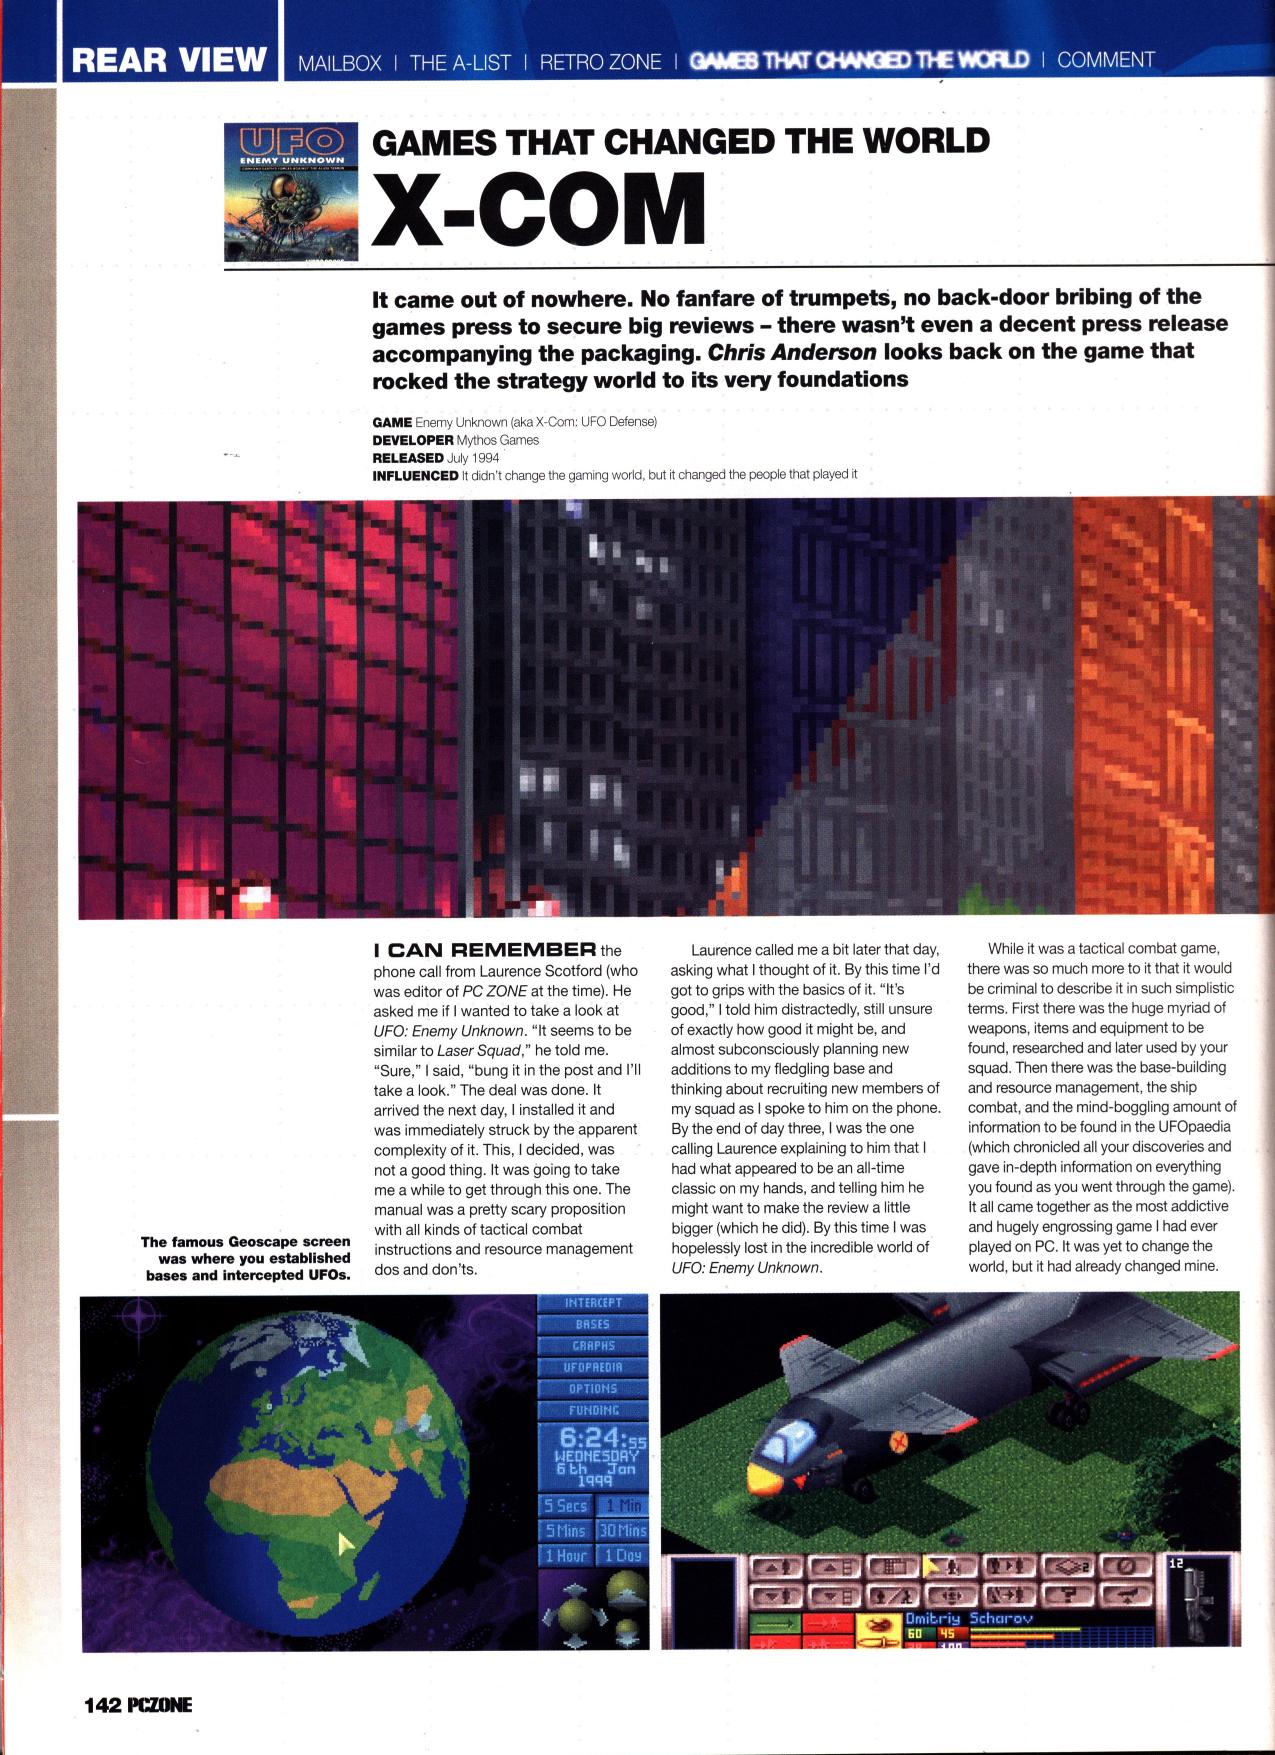 REAR VIEW
MAILBOX | THE A-LIST | RETRO ZONE | GAMES THAT CHANGED THE WORLD | COMMENT
UFO
ENEMY UNKNOWN
GAMES THAT CHANGED THE WORLD
X-COM
It came out of nowhere. No fanfare of trumpets, no back-door bribing of the
games press to secure big reviews – there wasn't even a decent press release
accompanying the packaging. Chris Anderson looks back on the game that
rocked the strategy world to its very foundations
GAME Enemy Unknown (aka X-Com: UFO Defense)
DEVELOPER Mythos Games
RELEASED July 1994
INFLUENCED It didn't change the gaming world, but it changed the people that played it
I CAN REMEMBER the
phone call from Laurence Scotford (who
was editor of PC ZONE at the time). He
asked me if I wanted to take a look at
UFO: Enemy Unknown. “It seems to be
similar to Laser Squad,” he told me.
“Sure,” I said, “bung it in the post and I'll
take a look.” The deal was done. It
arrived the next day, I installed it and
was immediately struck by the apparent
complexity of it. This, I decided, was
not a good thing. It was going to take
me a while to get through this one. The
manual was a pretty scary proposition
with all kinds of tactical combat
instructions and resource management
dos and don'ts.
Laurence called me a bit later that day,
asking what I thought of it. By this time I'd
got to grips with the basics of it. “It's
good,” I told him distractedly, still unsure
of exactly how good it might be, and
almost subconsciously planning new
additions to my fledgling base and
thinking about recruiting new members of
my squad as I spoke to him on the phone.
By the end of day three, I was the one
calling Laurence explaining to him that I
had what appeared to be an all-time
classic on my hands, and telling him he
might want to make the review a little
bigger (which he did). By this time I was
hopelessly lost in the incredible world of
UFO: Enemy Unknown.
While it was a tactical combat game,
there was so much more to it that it would
be criminal to describe it in such simplistic
terms. First there was the huge myriad of
weapons, items and equipment to be
found, researched and later used by your
squad. Then there was the base-building
and resource management, the ship
combat, and the mind-boggling amount of
information to be found in the UFOpaedia
(which chronicled all your discoveries and
gave in-depth information on everything
you found as you went through the game).
It all came together as the most addictive
and hugely engrossing game I had ever
played on PC. It was yet to change the
world, but it had already changed mine.
The famous Geoscape screen
was where you established
bases and intercepted UFOs.
INTERCEPT
BASES
GRAPHS
UFOPAEDIA
OPTIONS
FUNDING
6:24:55
WEDNESDAY
6th Jan
1999
5 Secs 1 Min
5 Mins 30 Mins
1 Hour 1 Day
12
Dmitriy Scharov
60 45
142 PCZONE